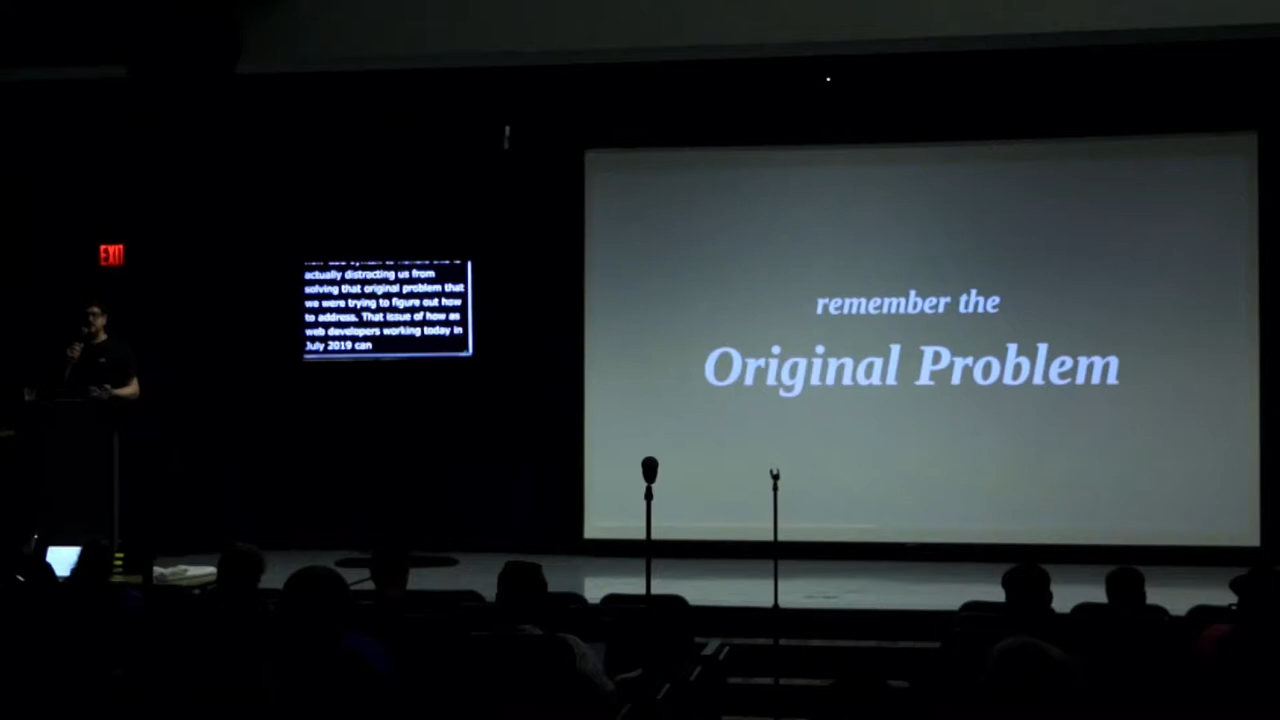 EXIT
actually distracting us from
solving that original problem that
we were trying to figure out how
to address. That issue of how as
web developers working today in
July 2019 can
remember the
Original Problem